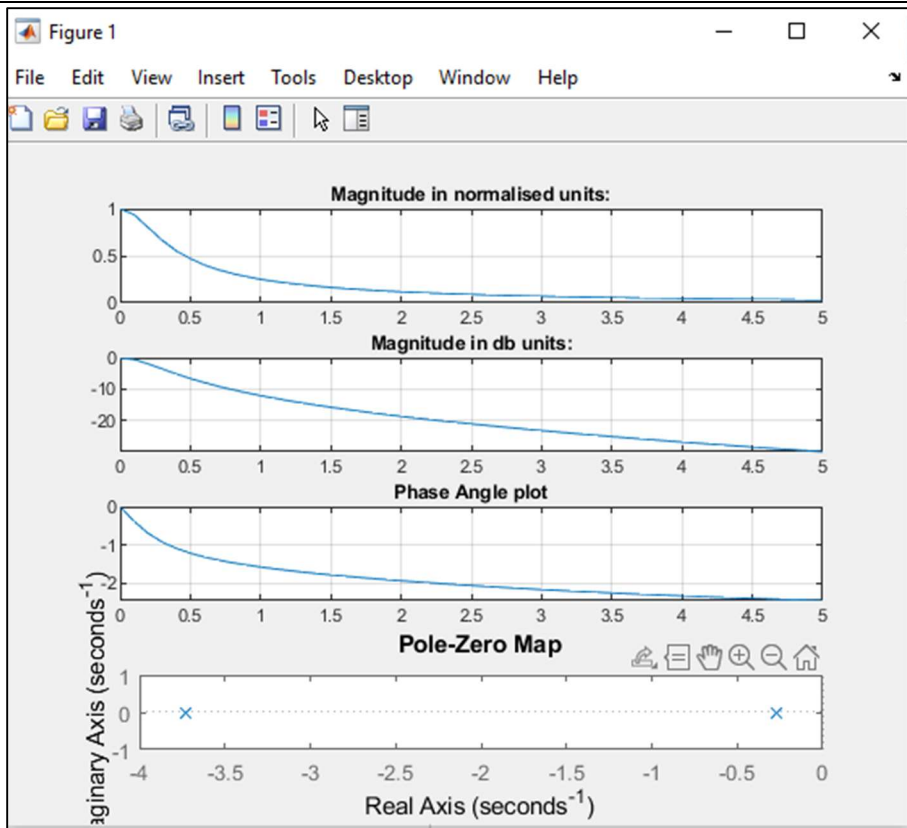 Figure 1
File Edit View Insert Tools Desktop Window Help
Magnitude in normalised units:
1
0.5
0
0 0.5 1 1.5 2 2.5 3 3.5 4 4.5 5
Magnitude in db units:
0
-10
-20
0 0.5 1 1.5 2 2.5 3 3.5 4 4.5 5
Phase Angle plot
0
-1
-2
0 0.5 1 1.5 2 2.5 3 3.5 4 4.5 5
Pole-Zero Map
aginary Axis (seconds⁻¹)
1
0
-1
-4 -3.5 -3 -2.5 -2 -1.5 -1 -0.5 0
Real Axis (seconds⁻¹)